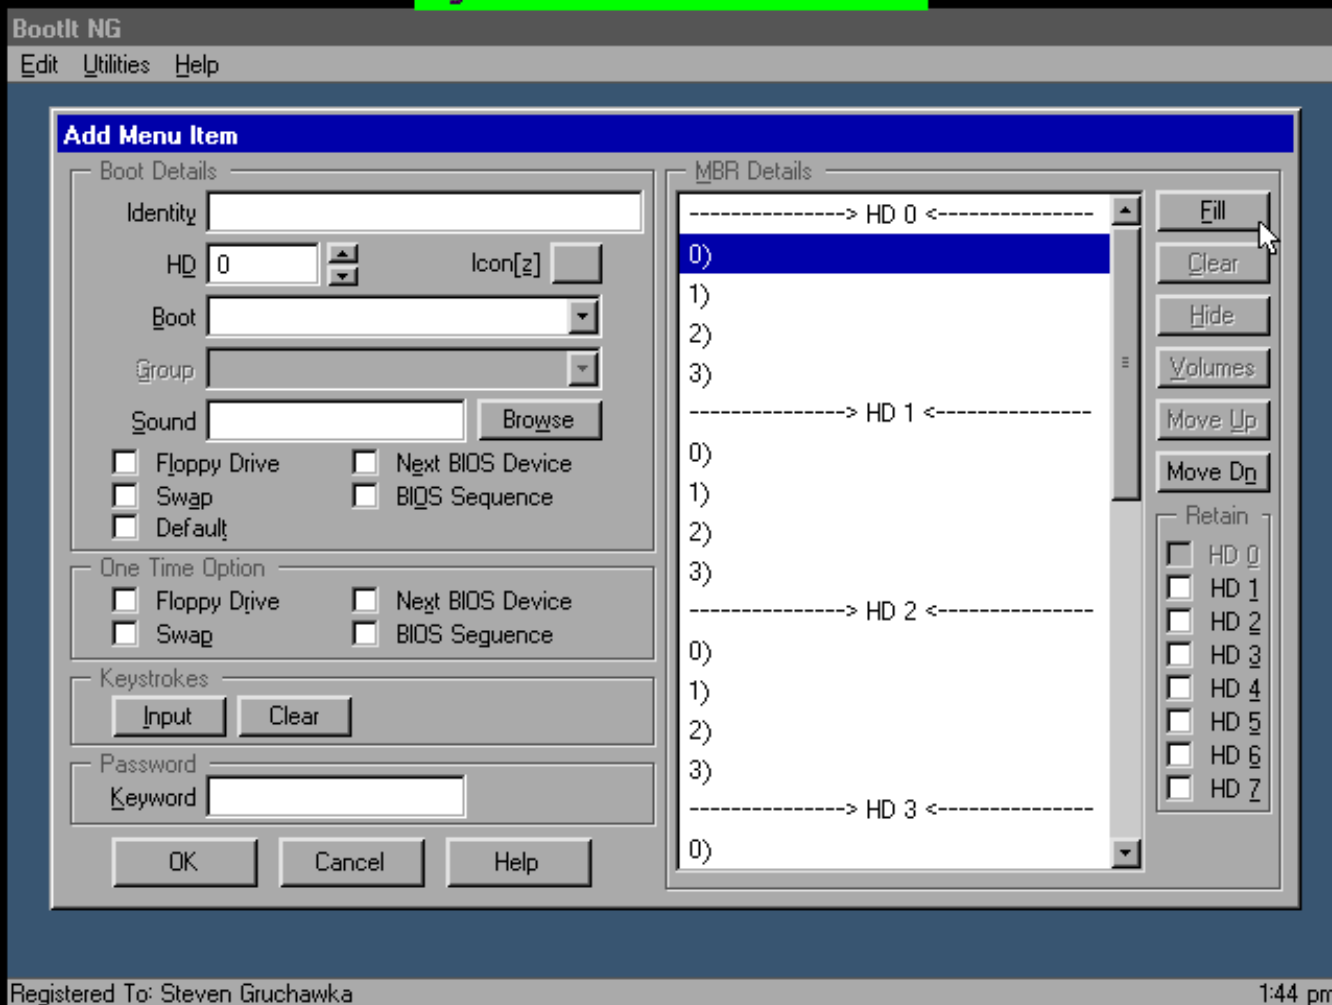 BootIt NG
Edit Utilities Help
Add Menu Item
Boot Details
Identity
HD 0 Icon[z]
Boot
Group
Sound Browse
Floppy Drive Next BIOS Device
Swap BIOS Sequence
Default
One Time Option
Floppy Drive Next BIOS Device
Swap BIOS Seguence
Keystrokes
Input Clear
Password
Keyword
OK Cancel Help
MBR Details
---------------> HD 0 <---------------
0)
1)
2)
3)
---------------> HD 1 <---------------
0)
1)
2)
3)
---------------> HD 2 <---------------
0)
1)
2)
3)
---------------> HD 3 <---------------
0)
Fill
Clear
Hide
Volumes
Move Up
Move Dn
Retain
HD 0
HD 1
HD 2
HD 3
HD 4
HD 5
HD 6
HD 7
Registered To: Steven Gruchawka 1:44 pm